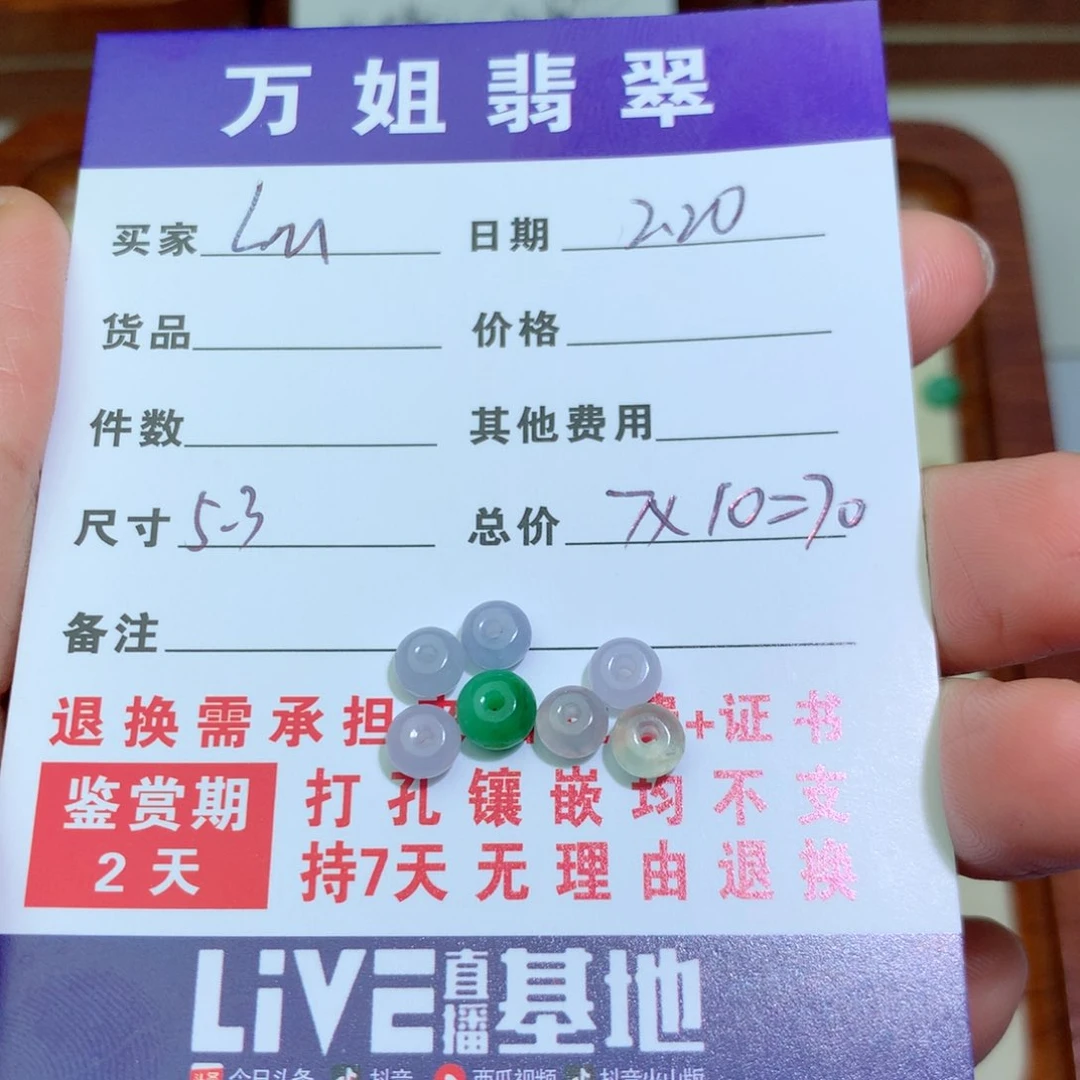 万姐翡翠
买家 Lm 日期 2.20
货品 价格
件数 其他费用
尺寸 5-3 总价 7x10=70
备注
退换需承担 +证书
鉴赏期 打孔镶嵌均不支
2天 持7天无理由退换
LiVE直播基地
头条 今日头条 抖音 西瓜视频 抖音火山版